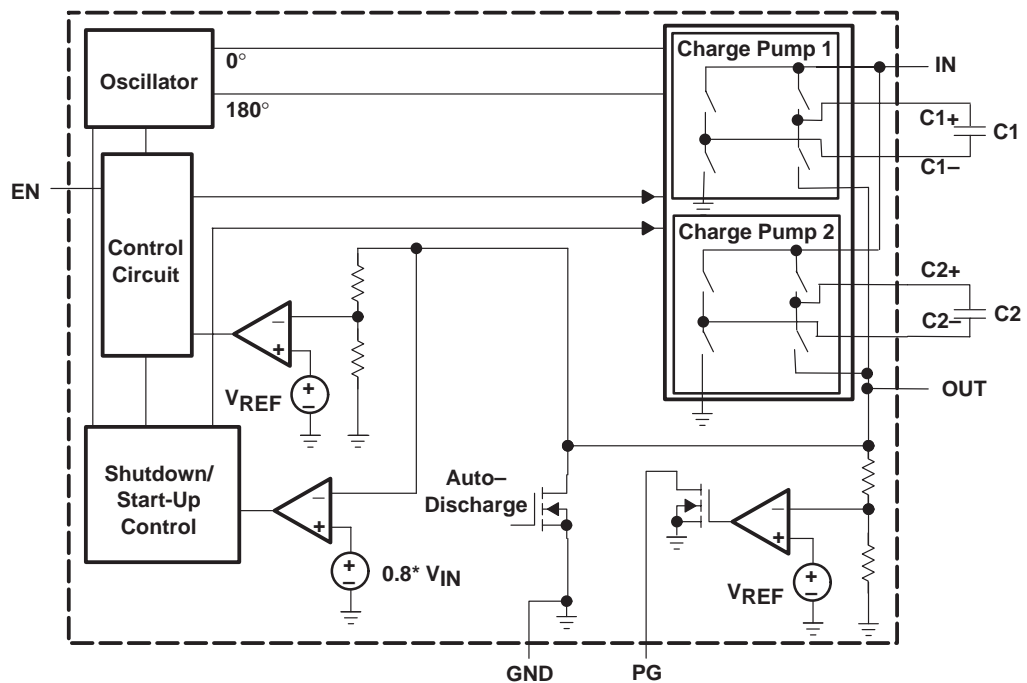 Oscillator
0°
180°
Charge Pump 1
IN
C1+
C1
C1–
EN
Control
Circuit
Charge Pump 2
C2+
C2
C2–
–
+
+
–
VREF
OUT
Shutdown/
Start-Up
Control
–
+
+
–
0.8* VIN
Auto–
Discharge
–
+
+
–
VREF
GND
PG